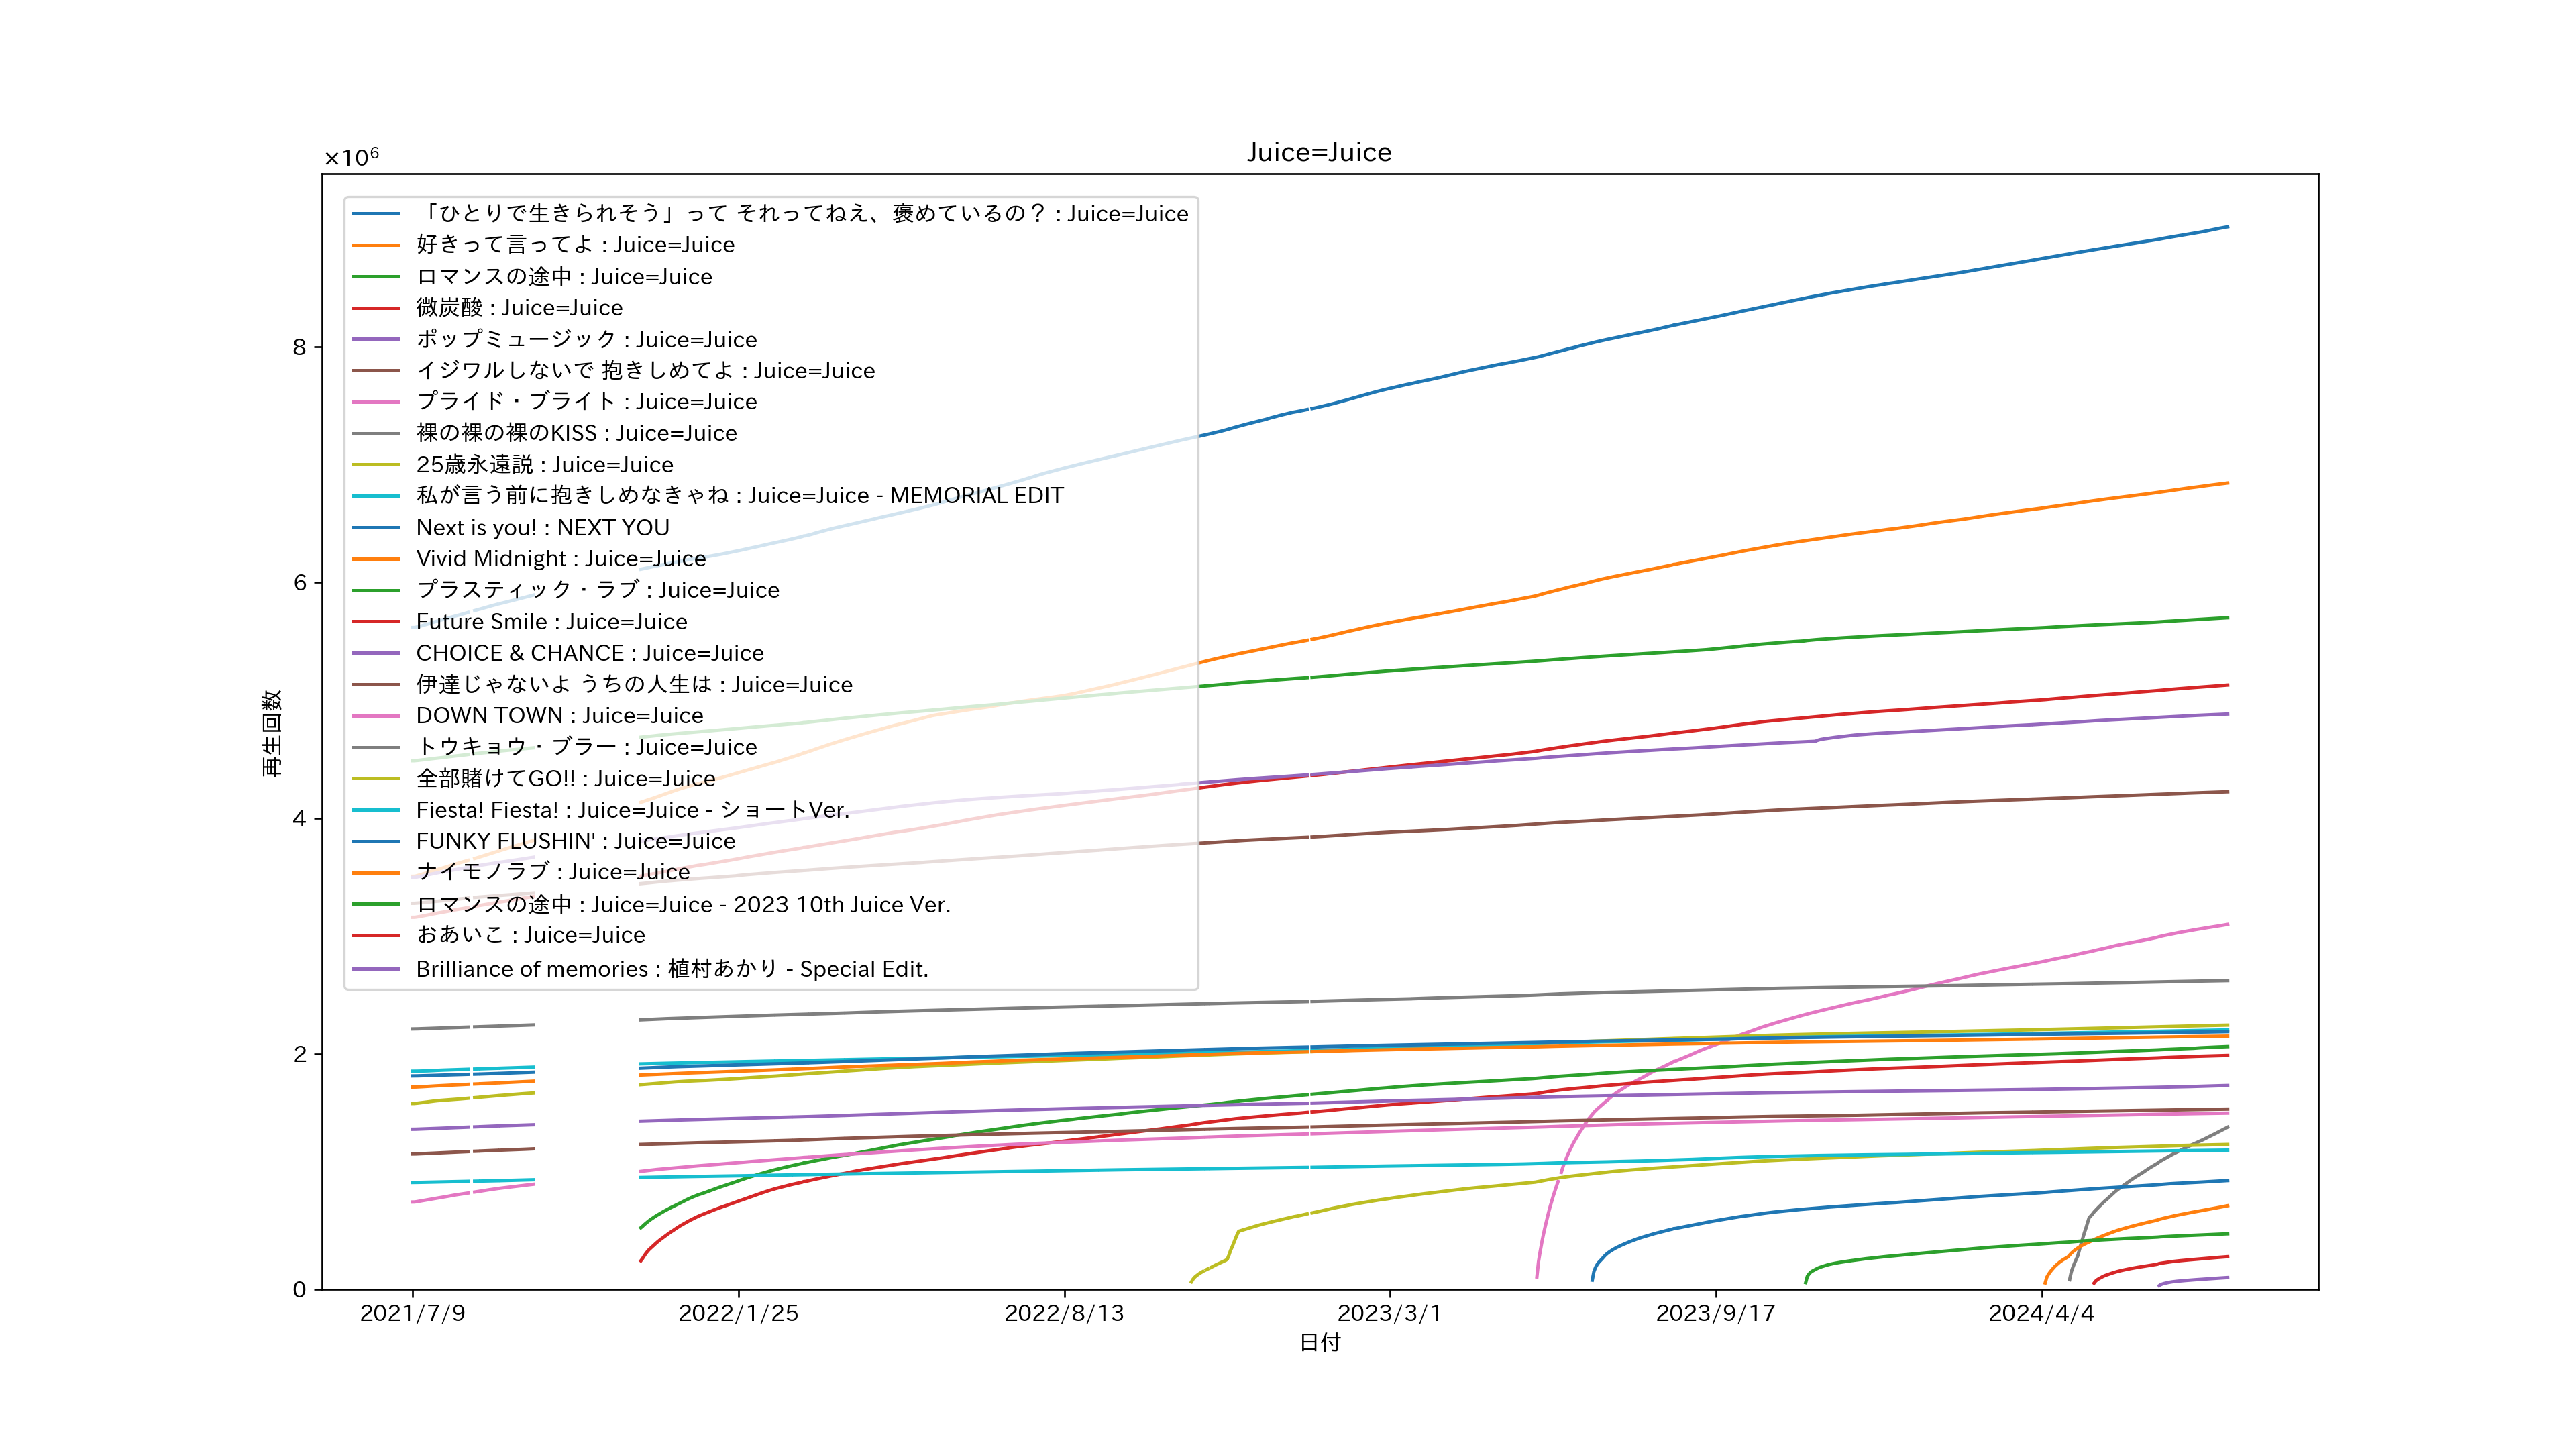 Juice=Juice
×10⁶
「ひとりで生きられそう」って それってねえ、褒めているの？ : Juice=Juice
好きって言ってよ : Juice=Juice
ロマンスの途中 : Juice=Juice
微炭酸 : Juice=Juice
ポップミュージック : Juice=Juice
イジワルしないで 抱きしめてよ : Juice=Juice
プライド・ブライト : Juice=Juice
裸の裸の裸のKISS : Juice=Juice
25歳永遠説 : Juice=Juice
私が言う前に抱きしめなきゃね : Juice=Juice - MEMORIAL EDIT
Next is you! : NEXT YOU
Vivid Midnight : Juice=Juice
プラスティック・ラブ : Juice=Juice
Future Smile : Juice=Juice
CHOICE & CHANCE : Juice=Juice
伊達じゃないよ うちの人生は : Juice=Juice
DOWN TOWN : Juice=Juice
トウキョウ・ブラー : Juice=Juice
全部賭けてGO!! : Juice=Juice
Fiesta! Fiesta! : Juice=Juice - ショートVer.
FUNKY FLUSHIN' : Juice=Juice
ナイモノラブ : Juice=Juice
ロマンスの途中 : Juice=Juice - 2023 10th Juice Ver.
おあいこ : Juice=Juice
Brilliance of memories : 植村あかり - Special Edit.
8
6
4
2
0
再生回数
2021/7/9 2022/1/25 2022/8/13 2023/3/1 2023/9/17 2024/4/4
日付